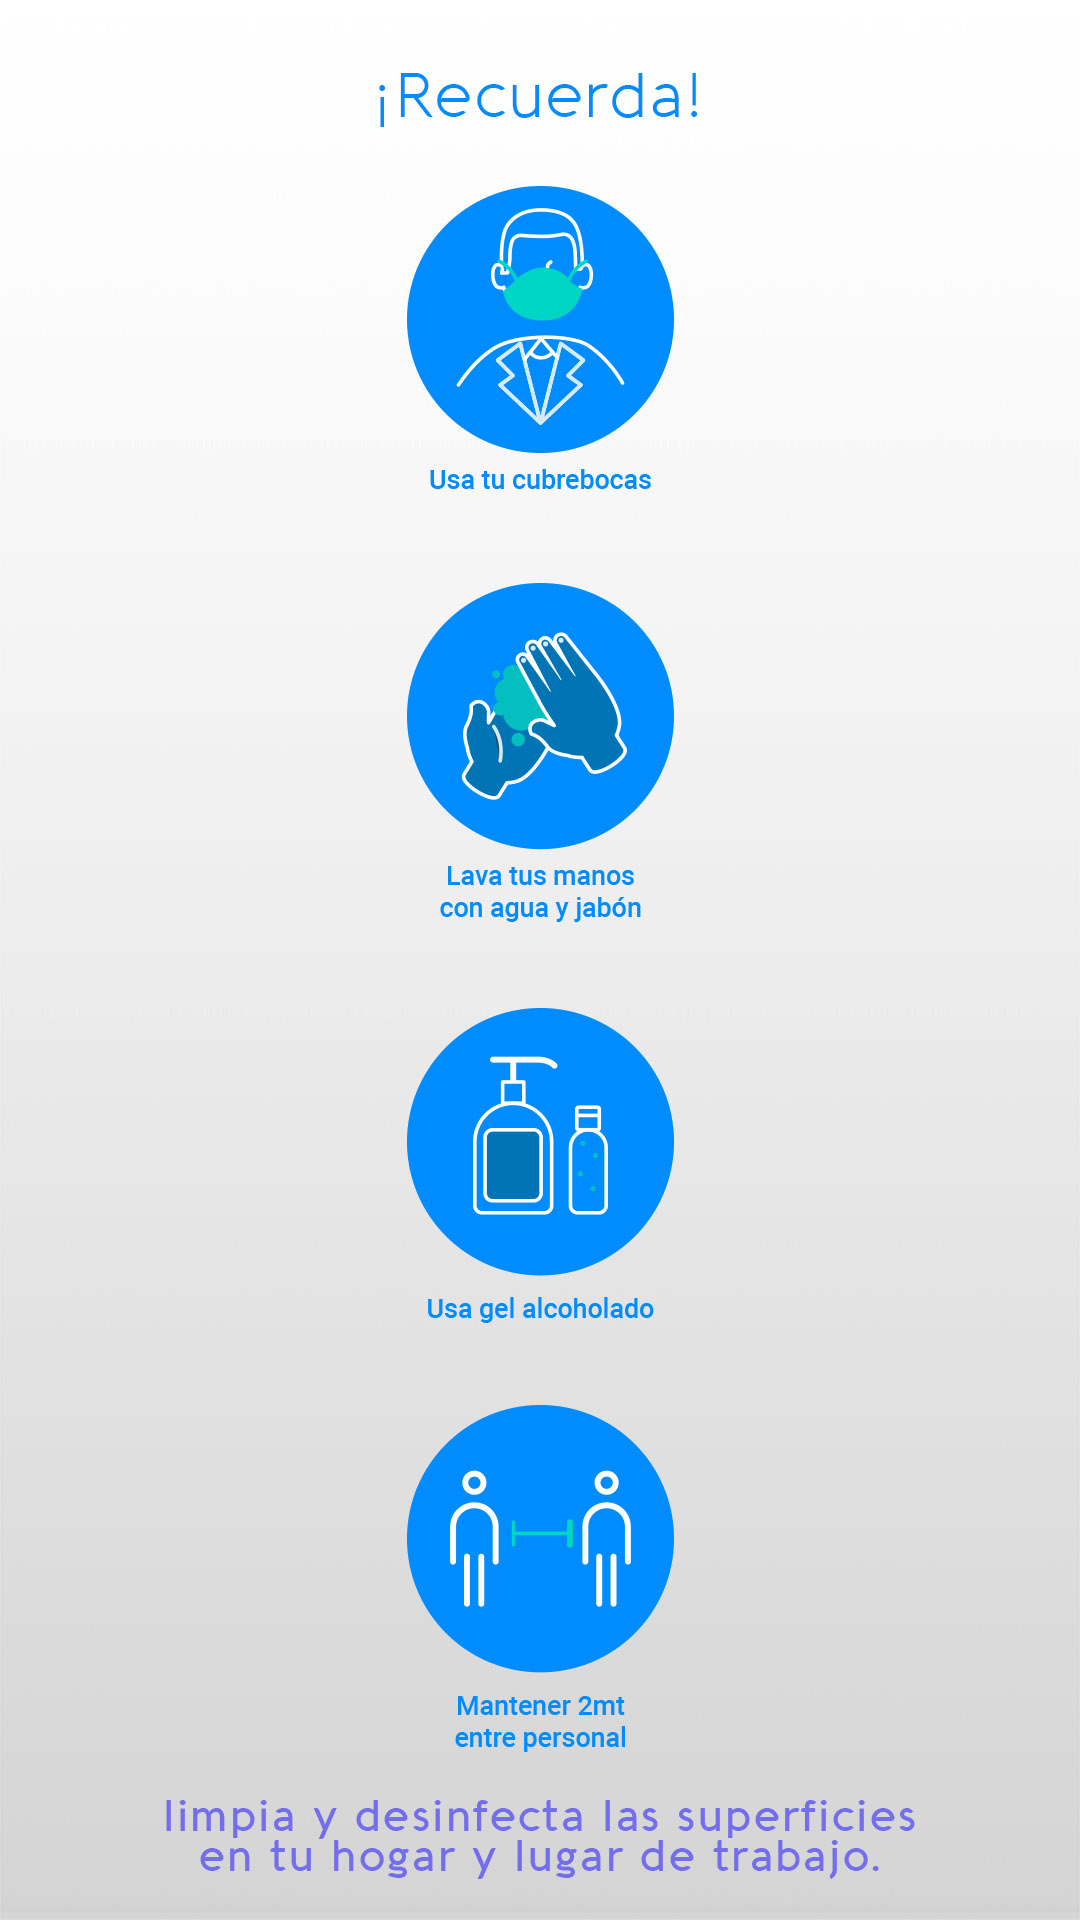 ¡Recuerda!
Usa tu cubrebocas
Lava tus manos
con agua y jabón
Usa gel alcoholado
Mantener 2mt
entre personal
limpia y desinfecta las superficies
en tu hogar y lugar de trabajo.